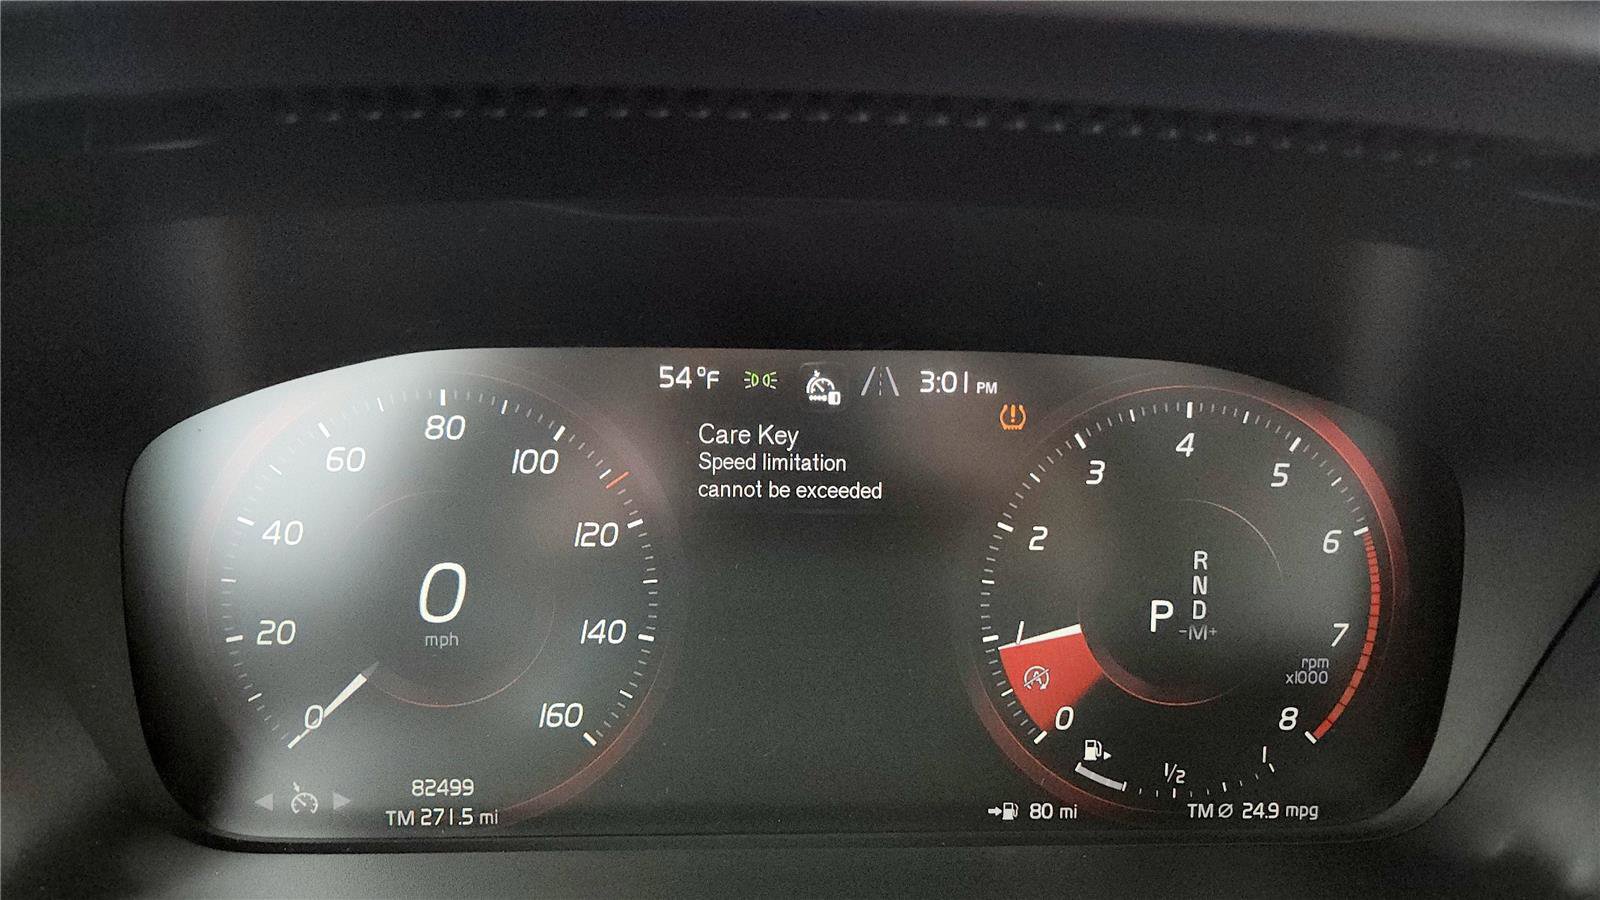 54 °F 3:01 PM
Care Key
Speed limitation
cannot be exceeded
0
20
40
60
80
100
120
140
160
0
mph
82499
TM 271.5 mi
0
1
2
3
4
5
6
7
8
rpm
x1000
R
N
P D
-M+
A
1/2
1
80 mi
TM Ø 24.9 mpg